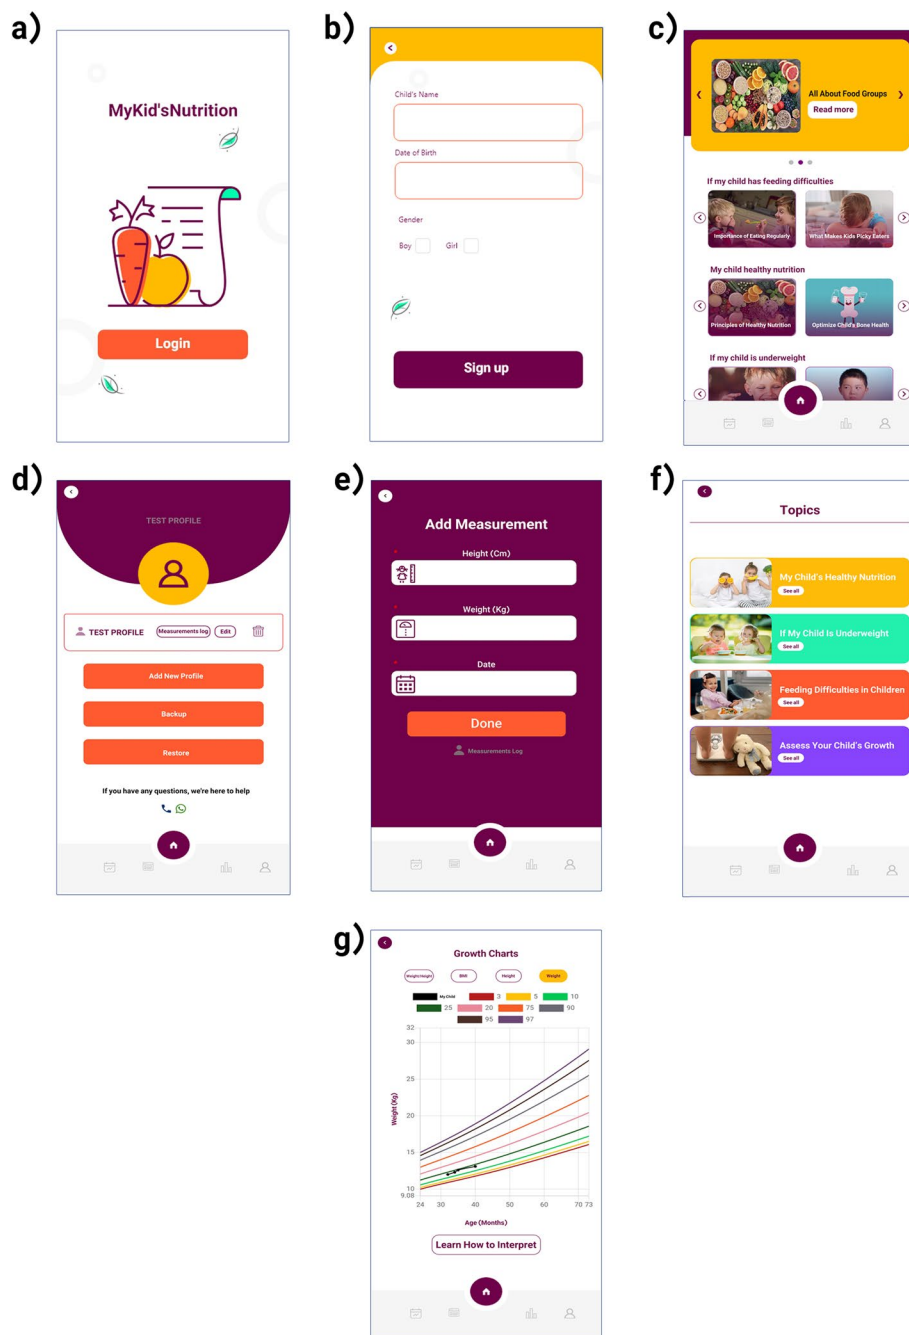 a)
MyKid'sNutrition
Login
b)
Child's Name
Date of Birth
Gender
Boy Girl
Sign up
c)
All About Food Groups
Read more
If my child has feeding difficulties
Importance of Eating Regularly
What Makes Kids Picky Eaters
My child healthy nutrition
Principles of Healthy Nutrition
Optimize Child's Bone Health
If my child is underweight
d)
TEST PROFILE
TEST PROFILE Measurements log Edit
Add New Profile
Backup
Restore
If you have any questions, we're here to help
e)
Add Measurement
* Height (Cm)
* Weight (Kg)
* Date
Done
Measurements Log
f)
Topics
My Child's Healthy Nutrition
See all
If My Child Is Underweight
See all
Feeding Difficulties in Children
See all
Assess Your Child's Growth
See all
g)
Growth Charts
Weight/Height BMI Height Weight
My Child 3 5 10
25 20 75 90
95 97
32
30
25
20
15
10
9.08
Weight (Kg)
24 30 40 50 60 70 73
Age (Months)
Learn How to Interpret